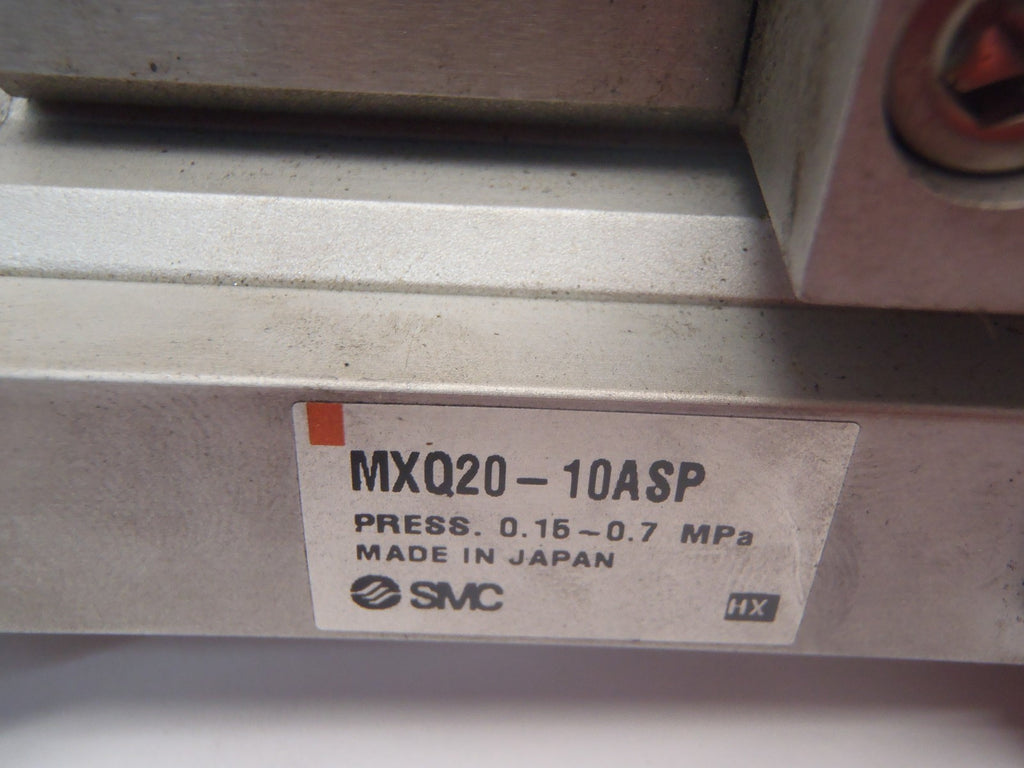 MXQ20-10ASP
PRESS. 0.15~0.7 MPa
MADE IN JAPAN
SMC
HX